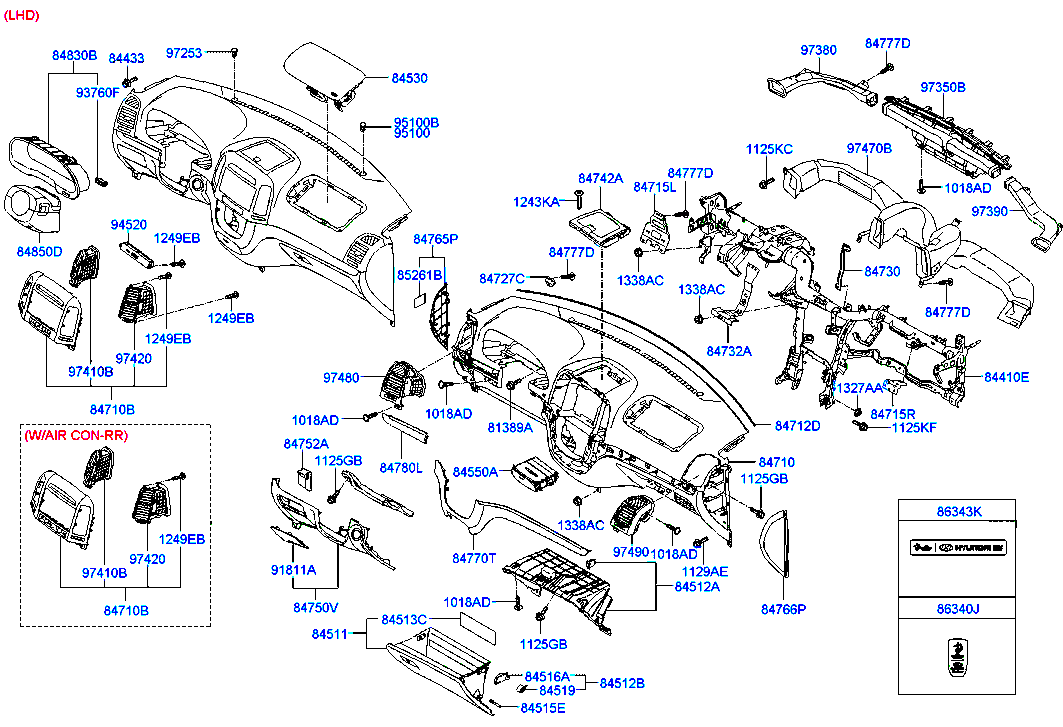 (LHD)
84830B
84433
97253
84530
97380
84777D
93760F
97350B
95100B
95100
1125KC
97470B
84742A
84715L
84777D
1018AD
1243KA
97390
94520
84850D
1249EB
84765P
84777D
85261B
84727C
1338AC
84730
1338AC
84777D
1249EB
1249EB
97420
97410B
84732A
97480
84410E
1327AA
84710B
1018AD
1018AD
84715R
1125KF
81389A
84712D
(W/AIR CON-RR)
84752A
1125GB
84780L
84550A
84710
1125GB
1249EB
97420
97410B
84710B
1338AC
97490
1018AD
86343K
HYUNDAI
84770T
91811A
1129AE
84512A
84750V
84766P
86340J
1018AD
84513C
84511
1125GB
84516A
84519
84512B
84515E